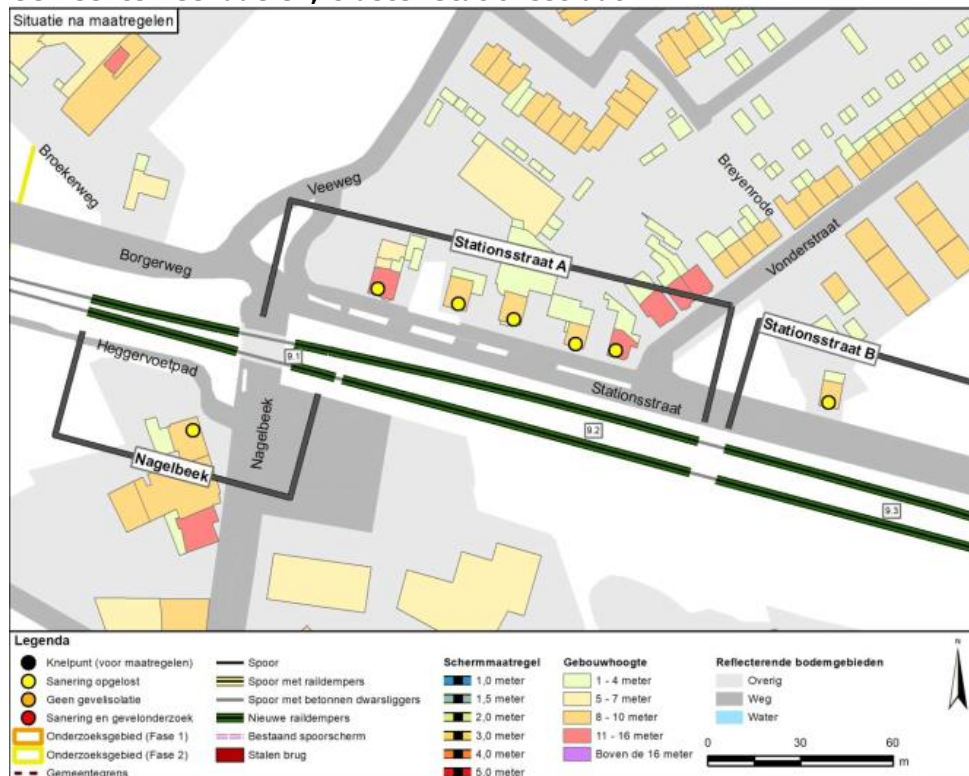 Situatie na maatregelen
Broekerweg
Veeweg
Borgerweg
Stationsstraat A
Breyenrode
Vonderstraat
Stationsstraat B
Heggervoetpad
9.1
Stationsstraat
Nagelbeek
9.2
Nagelbeek
9.3
Legenda
Knelpunt (voor maatregelen)
Sanering opgelost
Geen gevelisolatie
Sanering en gevelonderzoek
Onderzoeksgebied (Fase 1)
Onderzoeksgebied (Fase 2)
Gemeentegrens
Spoor
Spoor met raildempers
Spoor met betonnen dwarsliggers
Nieuwe raildempers
Bestaand spoorscherm
Stalen brug
Schermmaatregel
1,0 meter
1,5 meter
2,0 meter
3,0 meter
4,0 meter
5,0 meter
Gebouwhoogte
1 - 4 meter
5 - 7 meter
8 - 10 meter
11 - 16 meter
Boven de 16 meter
Reflecterende bodemgebieden
Overig
Weg
Water
N
0 30 60
m